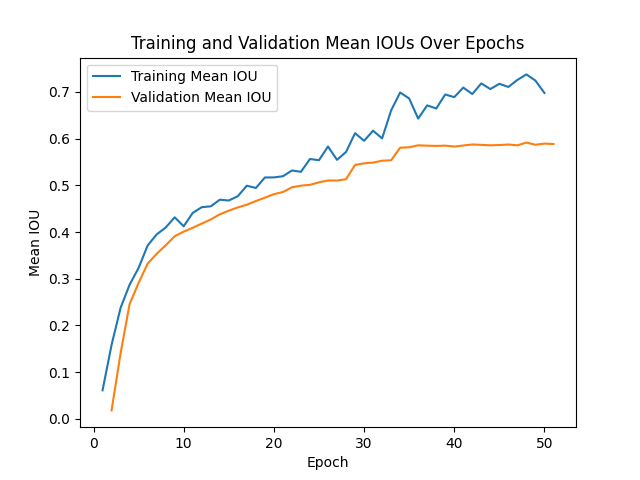 Training and Validation Mean IOUs Over Epochs
Training Mean IOU
Validation Mean IOU
Mean IOU
0.7
0.6
0.5
0.4
0.3
0.2
0.1
0.0
0 10 20 30 40 50
Epoch